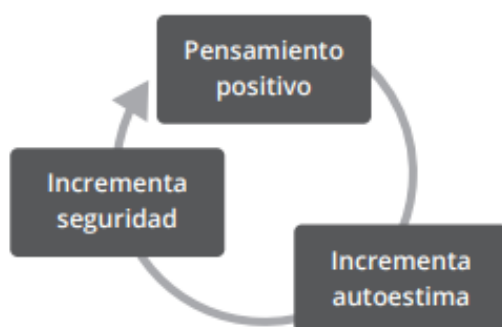 Pensamiento
positivo
Incrementa
autoestima
Incrementa
seguridad